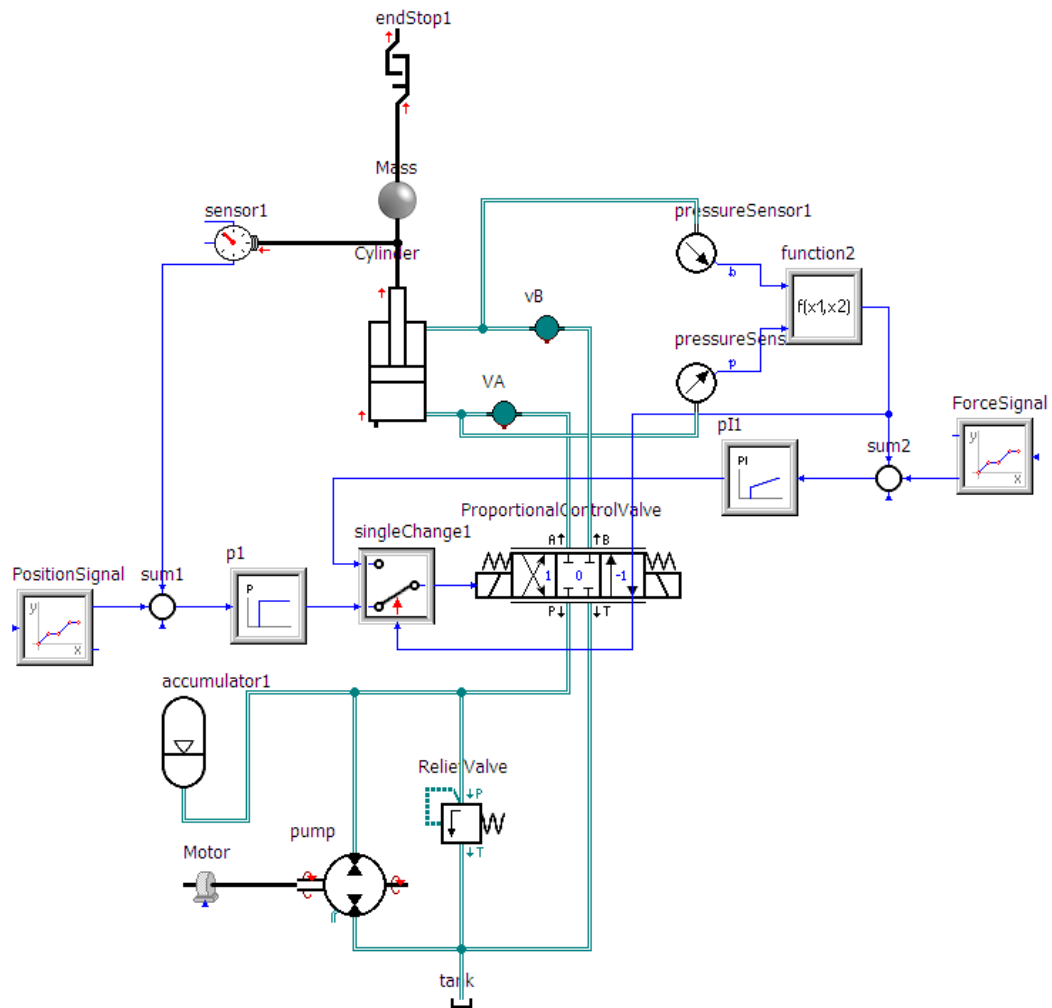 endStop1
Mass
sensor1
pressureSensor1
Cylinder
function2
p
vB
f(x1,x2)
pressureSens
p
VA
ForceSignal
pI1
sum2
y
PI
x
ProportionalControlValve
singleChange1
A B
p1
PositionSignal
sum1
P
1 0 -1
y
P T
x
accumulator1
ReliefValve
P
pump
T
Motor
tank